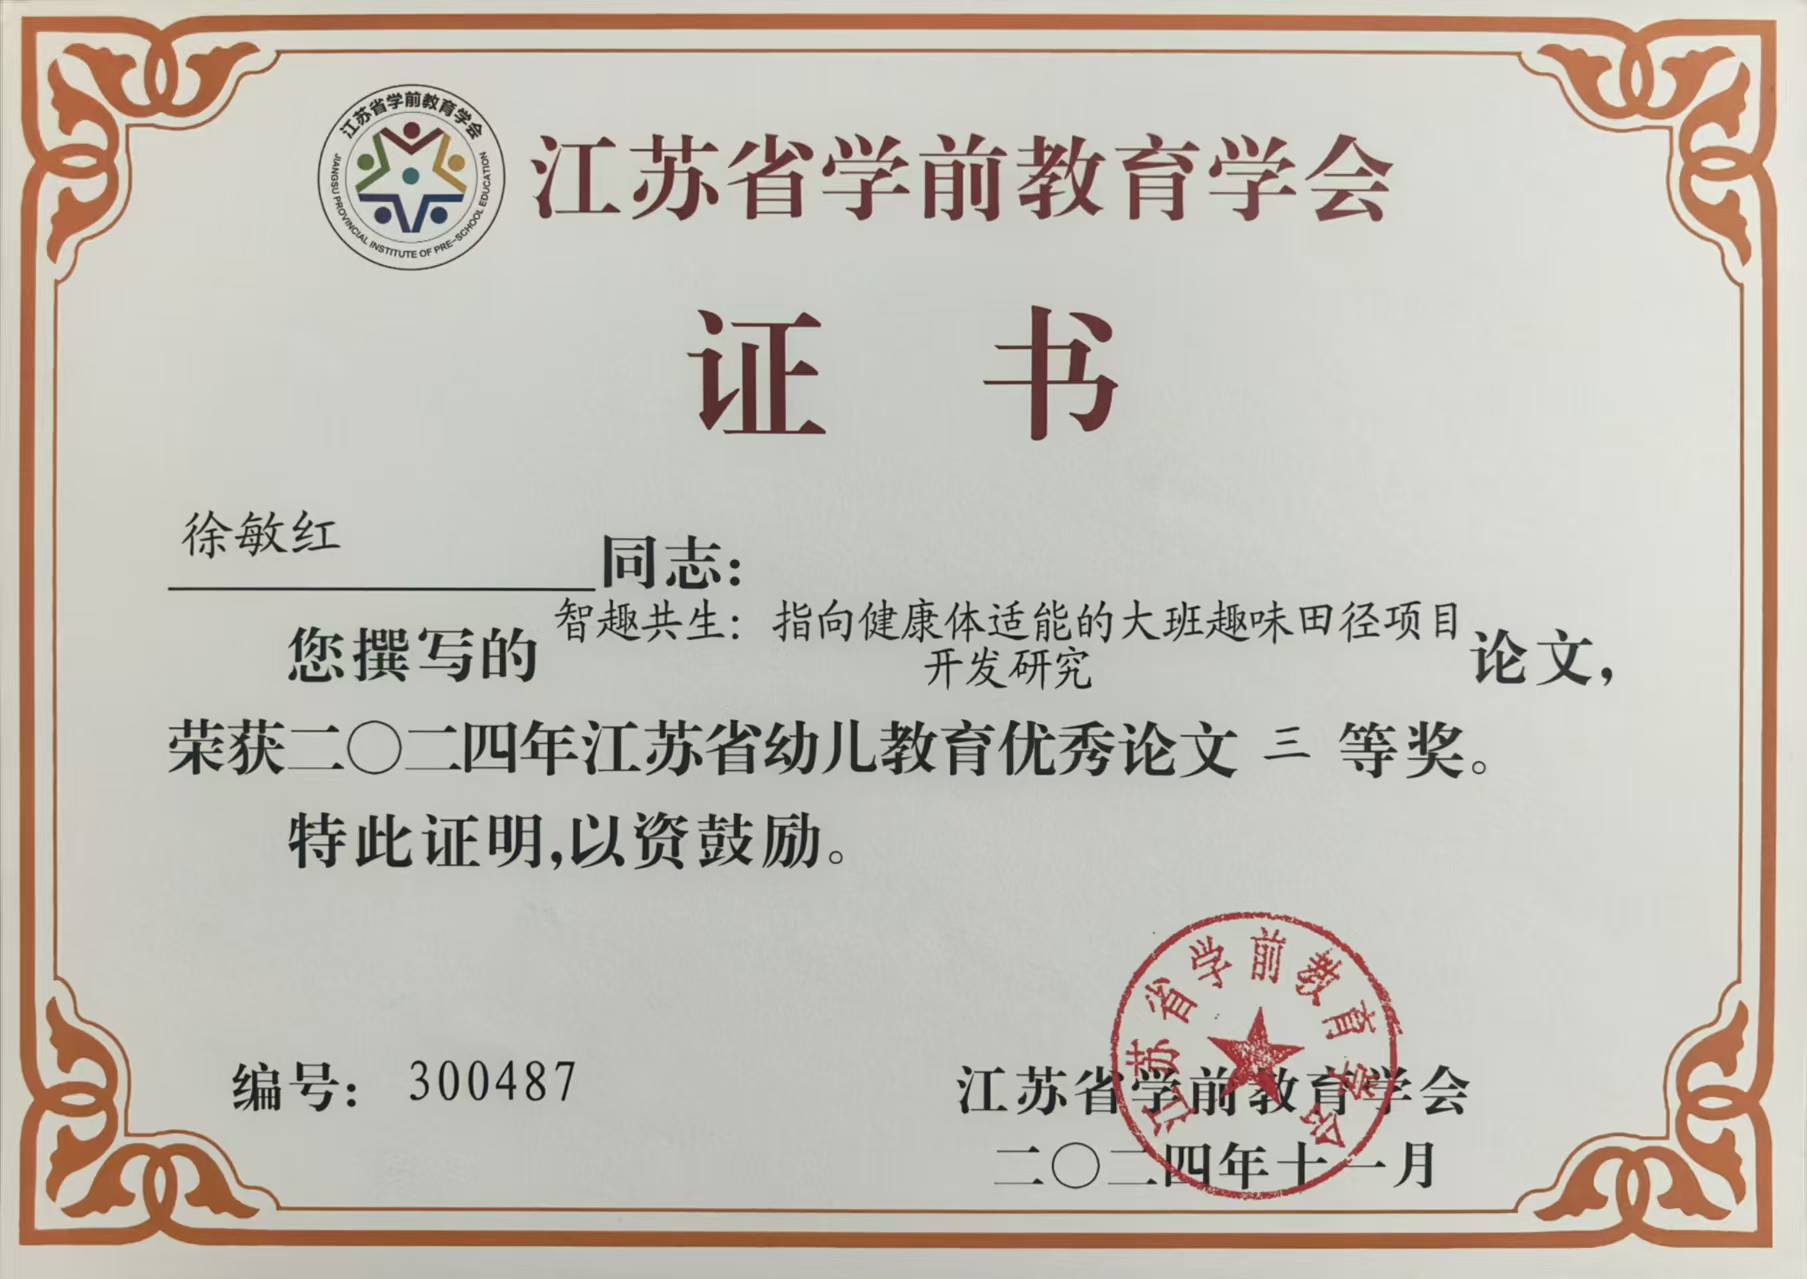 江苏省学前教育学会
JIANGSU PROVINCIAL INSTITUTE OF PRE-SCHOOL EDUCATION
江苏省学前教育学会
证 书
徐敏红 同志：
您撰写的 智趣共生：指向健康体适能的大班趣味田径项目
开发研究 论文，
荣获二〇二四年江苏省幼儿教育优秀论文 三 等奖。
特此证明,以资鼓励。
编号： 300487
江苏省学前教育学会
二〇二四年十一月
江苏省学前教育学会